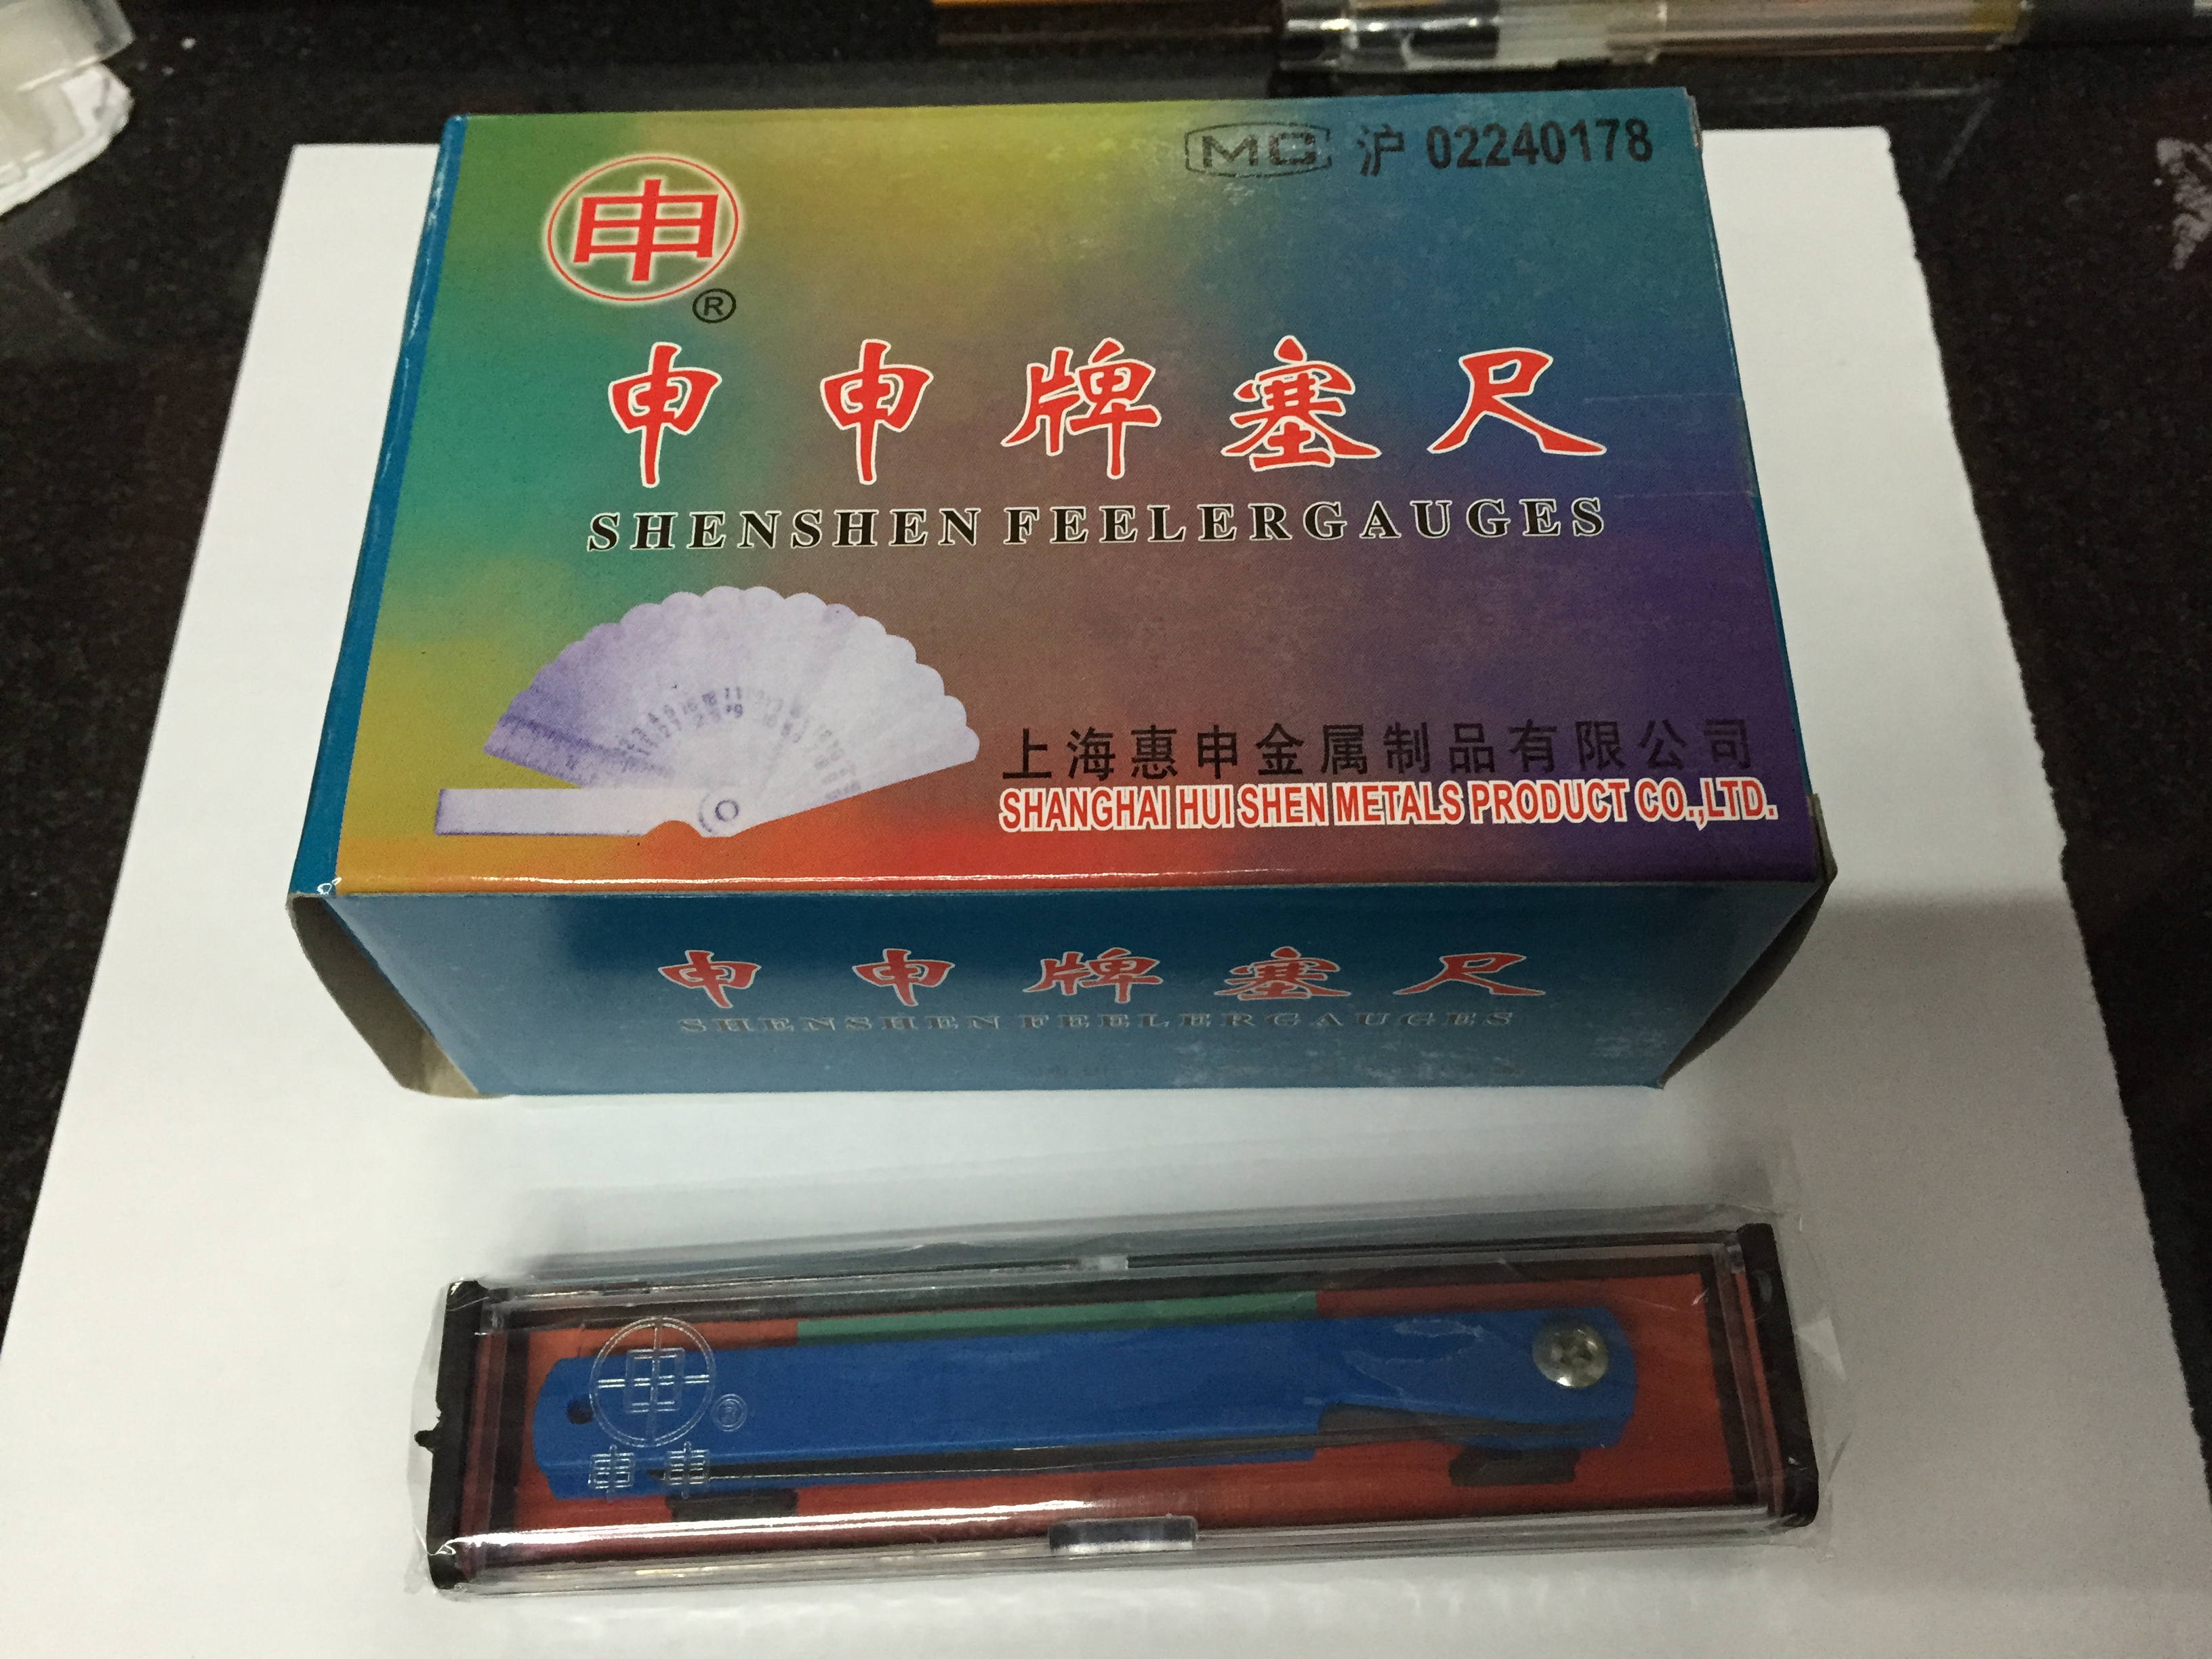 MC 沪 02240178
申
®
申申牌塞尺
SHENSHEN FEELERGAUGES
上海惠申金属制品有限公司
SHANGHAI HUI SHEN METALS PRODUCT CO.,LTD.
申申牌塞尺
SHENSHEN FEELERGAUGES
申
®
申申